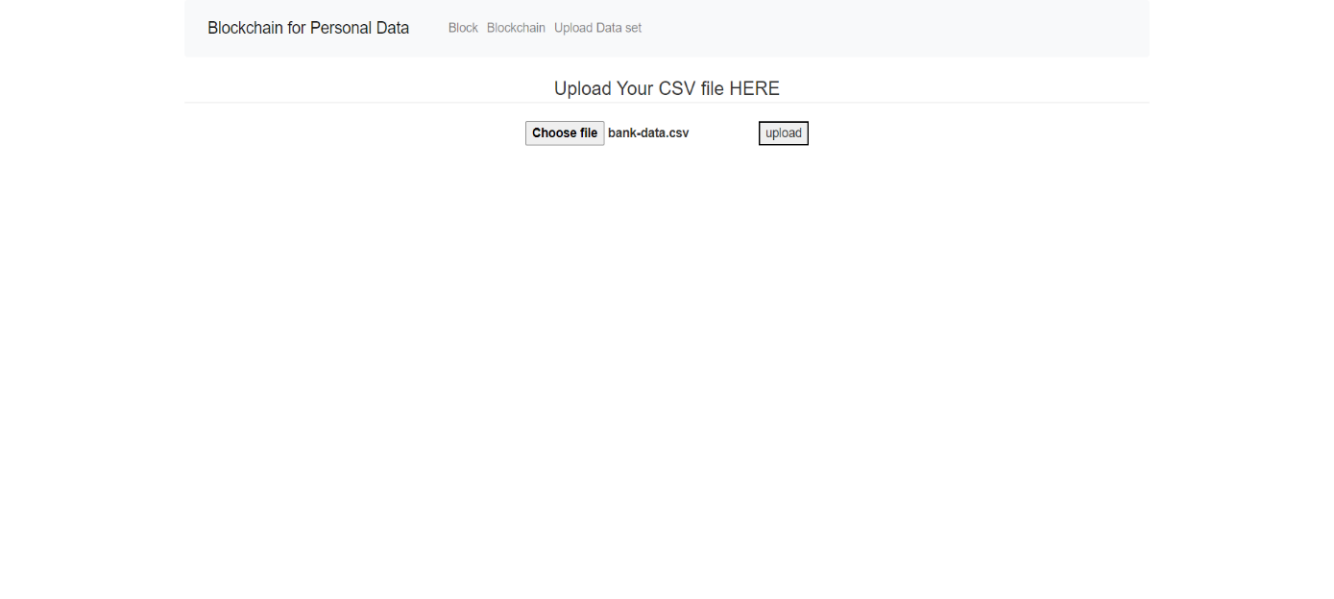 Blockchain for Personal Data Block Blockchain Upload Data set
Upload Your CSV file HERE
Choose file bank-data.csv upload